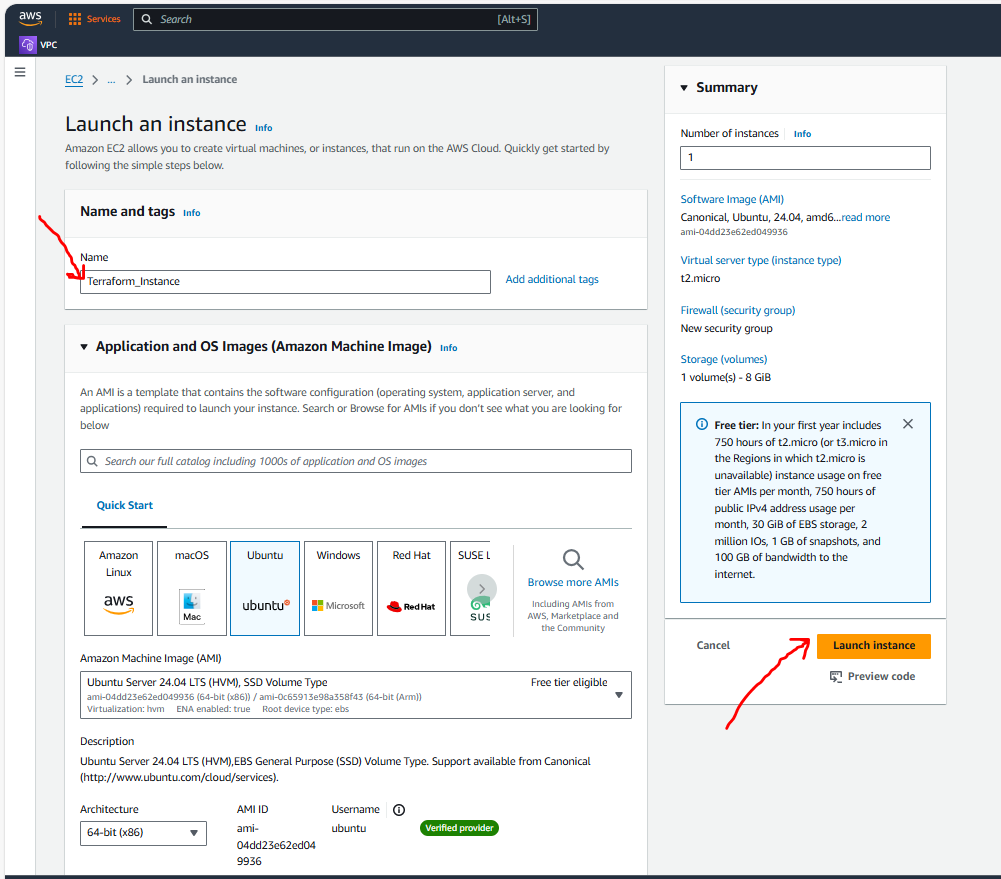 aws
Services
Search
[Alt+S]
VPC
EC2
...
Launch an instance
Launch an instance Info
Amazon EC2 allows you to create virtual machines, or instances, that run on the AWS Cloud. Quickly get started by
following the simple steps below.
Name and tags Info
Name
Terraform_Instance
Add additional tags
Application and OS Images (Amazon Machine Image) Info
An AMI is a template that contains the software configuration (operating system, application server, and
applications) required to launch your instance. Search or Browse for AMIs if you don't see what you are looking for
below
Search our full catalog including 1000s of application and OS images
Quick Start
Amazon
Linux
aws
macOS
Mac
Ubuntu
ubuntu
Windows
Microsoft
Red Hat
Red Hat
SUSE L
SUS
Browse more AMIs
Including AMIs from
AWS, Marketplace and
the Community
Amazon Machine Image (AMI)
Ubuntu Server 24.04 LTS (HVM), SSD Volume Type
Free tier eligible
ami-04dd23e62ed049936 (64-bit (x86)) / ami-0c65913e98a358f43 (64-bit (Arm))
Virtualization: hvm ENA enabled: true Root device type: ebs
Description
Ubuntu Server 24.04 LTS (HVM),EBS General Purpose (SSD) Volume Type. Support available from Canonical
(http://www.ubuntu.com/cloud/services).
Architecture
64-bit (x86)
AMI ID
ami-
04dd23e62ed04
9936
Username
ubuntu
Verified provider
Summary
Number of instances Info
1
Software Image (AMI)
Canonical, Ubuntu, 24.04, amd6...read more
ami-04dd23e62ed049936
Virtual server type (instance type)
t2.micro
Firewall (security group)
New security group
Storage (volumes)
1 volume(s) - 8 GiB
Free tier: In your first year includes
750 hours of t2.micro (or t3.micro in
the Regions in which t2.micro is
unavailable) instance usage on free
tier AMIs per month, 750 hours of
public IPv4 address usage per
month, 30 GiB of EBS storage, 2
million IOs, 1 GB of snapshots, and
100 GB of bandwidth to the
internet.
Cancel
Launch instance
Preview code